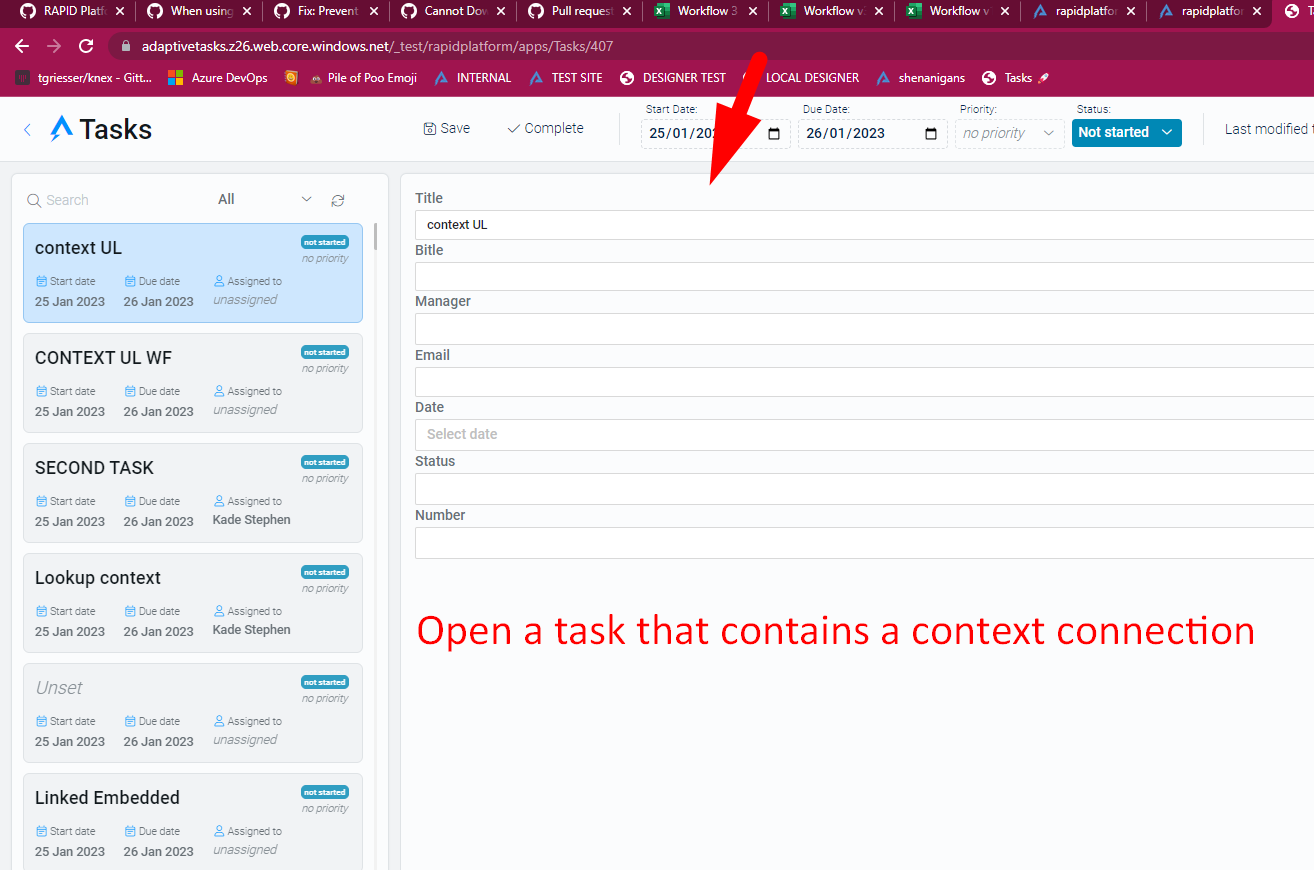 RAPID Platf
When using
Fix: Prevent
Cannot Do
Pull reques
Workflow 3
Workflow v
Workflow v
rapidplatfo
rapidplatfo
adaptivetasks.z26.web.core.windows.net/_test/rapidplatform/apps/Tasks/407
tgriesser/knex - Gitt...
Azure DevOps
Pile of Poo Emoji
INTERNAL
TEST SITE
DESIGNER TEST
LOCAL DESIGNER
shenanigans
Tasks 🚀
Tasks
Save
Complete
Start Date:
25/01/202
Due Date:
26/01/2023
Priority:
no priority
Status:
Not started
Last modified
Search
All
context UL
not started
no priority
Start date
Due date
Assigned to
25 Jan 2023
26 Jan 2023
unassigned
CONTEXT UL WF
not started
no priority
Start date
Due date
Assigned to
25 Jan 2023
26 Jan 2023
unassigned
SECOND TASK
not started
no priority
Start date
Due date
Assigned to
25 Jan 2023
26 Jan 2023
Kade Stephen
Lookup context
not started
no priority
Start date
Due date
Assigned to
25 Jan 2023
26 Jan 2023
Kade Stephen
Unset
not started
no priority
Start date
Due date
Assigned to
25 Jan 2023
26 Jan 2023
unassigned
Linked Embedded
not started
no priority
Start date
Due date
Assigned to
25 Jan 2023
26 Jan 2023
unassigned
Title
context UL
Bitle
Manager
Email
Date
Select date
Status
Number
Open a task that contains a context connection